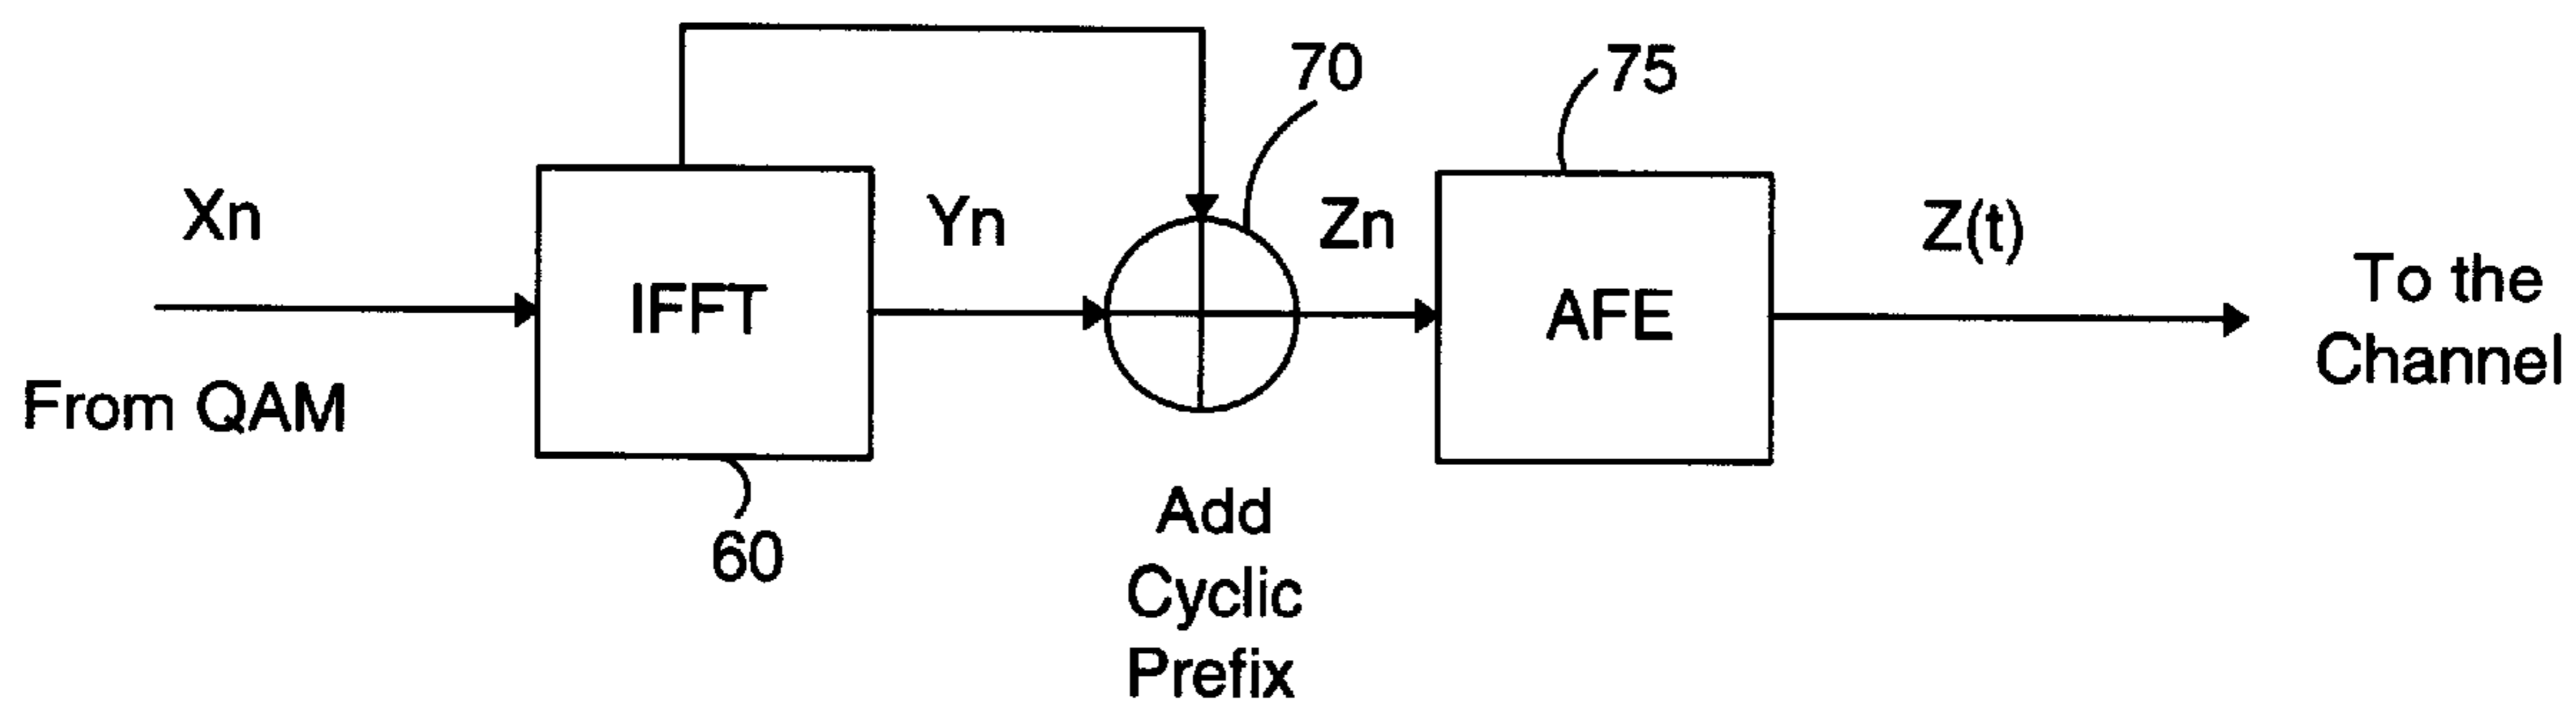 70
75
Xn
Yn
Zn
Z(t)
IFFT
AFE
To the
Channel
From QAM
60
Add
Cyclic
Prefix